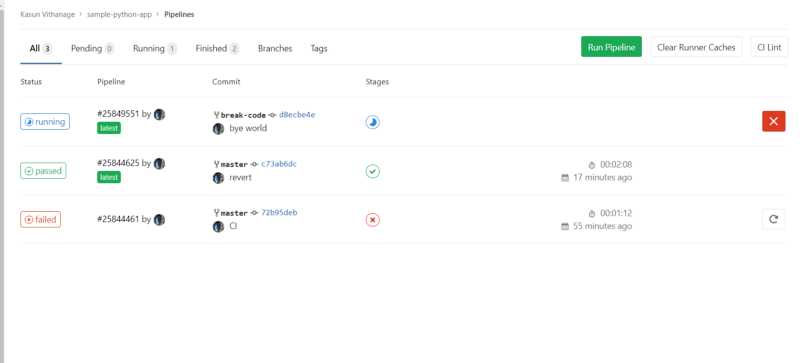 Kasun Vithanage > sample-python-app > Pipelines
All 3 Pending 0 Running 1 Finished 2 Branches Tags Run Pipeline Clear Runner Caches CI Lint
Status Pipeline Commit Stages
running #25849551 by break-code d8ecbe4e
latest bye world
passed #25844625 by master c73ab6dc 00:02:08
latest revert 17 minutes ago
failed #25844461 by master 72b95deb 00:01:12
CI 55 minutes ago